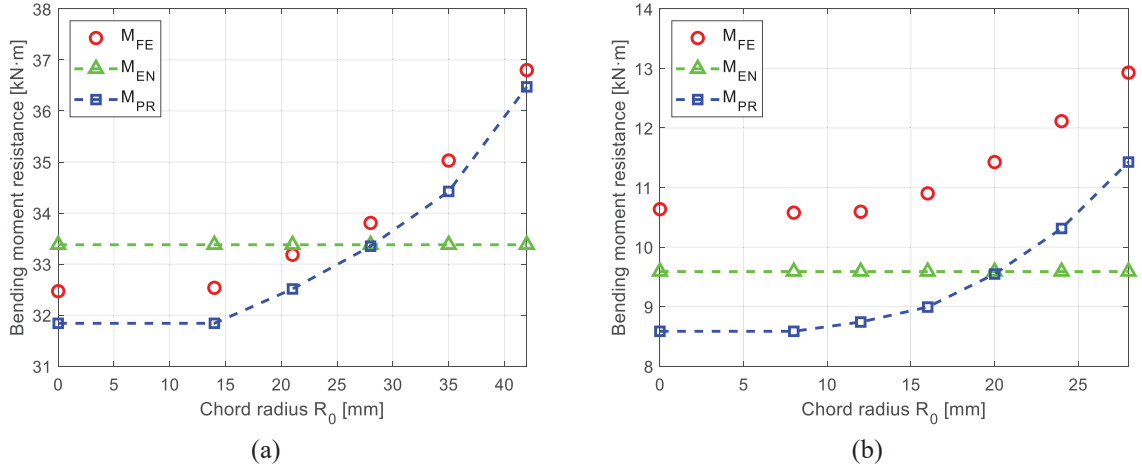 38
37
36
35
34
33
32
31
Bending moment resistance [kN·m]
M_FE
M_EN
M_PR
0 5 10 15 20 25 30 35 40
Chord radius R_0 [mm]
(a)
14
13
12
11
10
9
8
Bending moment resistance [kN·m]
M_FE
M_EN
M_PR
0 5 10 15 20 25
Chord radius R_0 [mm]
(b)